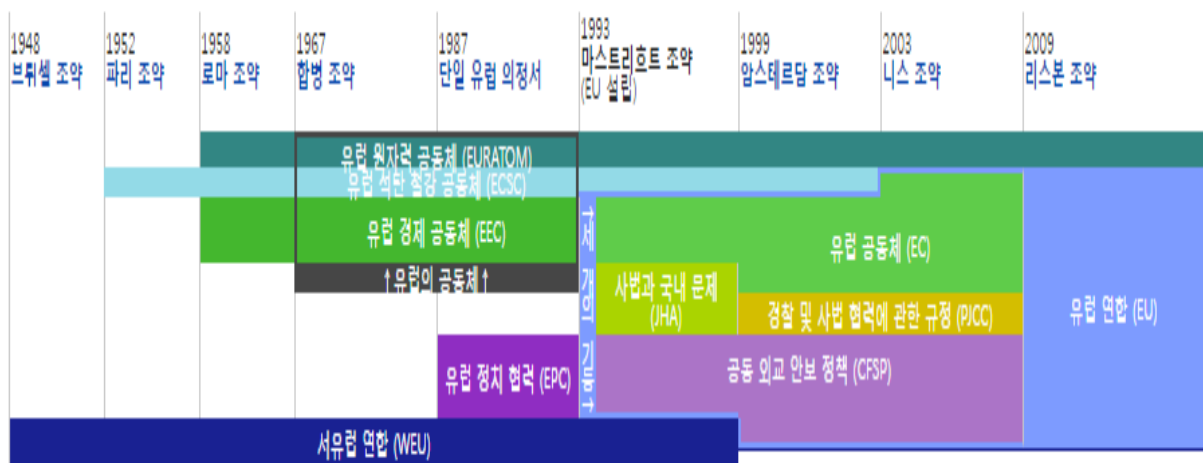 1948
브뤼셀 조약
1952
파리 조약
1958
로마 조약
1967
합병 조약
1987
단일 유럽 의정서
1993
마스트리흐트 조약
(EU 설립)
1999
암스테르담 조약
2003
니스 조약
2009
리스본 조약
유럽 원자력 공동체 (EURATOM)
유럽 석탄 철강 공동체 (ECSC)
유럽 경제 공동체 (EEC)
↑유럽의 공동체↑
→세 개의 기둥→
유럽 공동체 (EC)
사법과 국내 문제
(JHA)
경찰 및 사법 협력에 관한 규정 (PJCC)
유럽 연합 (EU)
유럽 정치 협력 (EPC)
공동 외교 안보 정책 (CFSP)
서유럽 연합 (WEU)